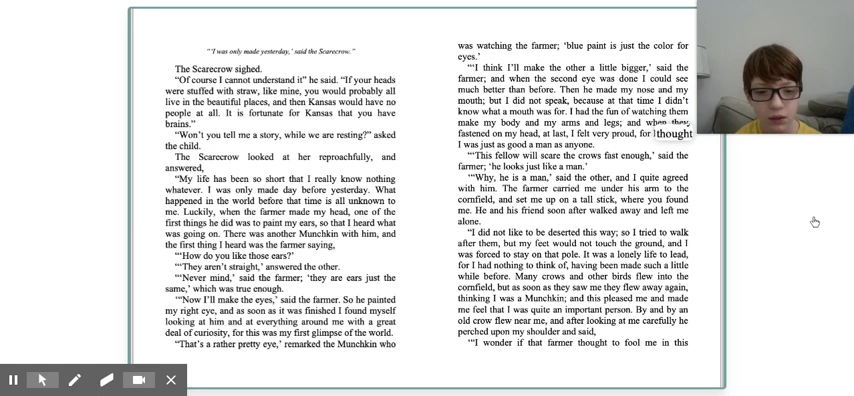 “‘I was only made yesterday,’ said the Scarecrow.”
The Scarecrow sighed.
“Of course I cannot understand it” he said. “If your heads
were stuffed with straw, like mine, you would probably all
live in the beautiful places, and then Kansas would have no
people at all. It is fortunate for Kansas that you have
brains.”
“Won’t you tell me a story, while we are resting?” asked
the child.
The Scarecrow looked at her reproachfully, and
answered,
“My life has been so short that I really know nothing
whatever. I was only made day before yesterday. What
happened in the world before that time is all unknown to
me. Luckily, when the farmer made my head, one of the
first things he did was to paint my ears, so that I heard what
was going on. There was another Munchkin with him, and
the first thing I heard was the farmer saying,
“‘How do you like those ears?’
“‘They aren’t straight,’ answered the other.
“‘Never mind,’ said the farmer; ‘they are ears just the
same,’ which was true enough.
“‘Now I’ll make the eyes,’ said the farmer. So he painted
my right eye, and as soon as it was finished I found myself
looking at him and at everything around me with a great
deal of curiosity, for this was my first glimpse of the world.
“‘That’s a rather pretty eye,’ remarked the Munchkin who
was watching the farmer; ‘blue paint is just the color for
eyes.’
“‘I think I’ll make the other a little bigger,’ said the
farmer; and when the second eye was done I could see
much better than before. Then he made my nose and my
mouth; but I did not speak, because at that time I didn’t
know what a mouth was for. I had the fun of watching them
make my body and my arms and legs; and when they
fastened on my head, at last, I felt very proud, for I thought
I was just as good a man as anyone.
“‘This fellow will scare the crows fast enough,’ said the
farmer; ‘he looks just like a man.’
“‘Why, he is a man,’ said the other, and I quite agreed
with him. The farmer carried me under his arm to the
cornfield, and set me up on a tall stick, where you found
me. He and his friend soon after walked away and left me
alone.
“I did not like to be deserted this way; so I tried to walk
after them, but my feet would not touch the ground, and I
was forced to stay on that pole. It was a lonely life to lead,
for I had nothing to think of, having been made such a little
while before. Many crows and other birds flew into the
cornfield, but as soon as they saw me they flew away again,
thinking I was a Munchkin; and this pleased me and made
me feel that I was quite an important person. By and by an
old crow flew near me, and after looking at me carefully he
perched upon my shoulder and said,
“‘I wonder if that farmer thought to fool me in this